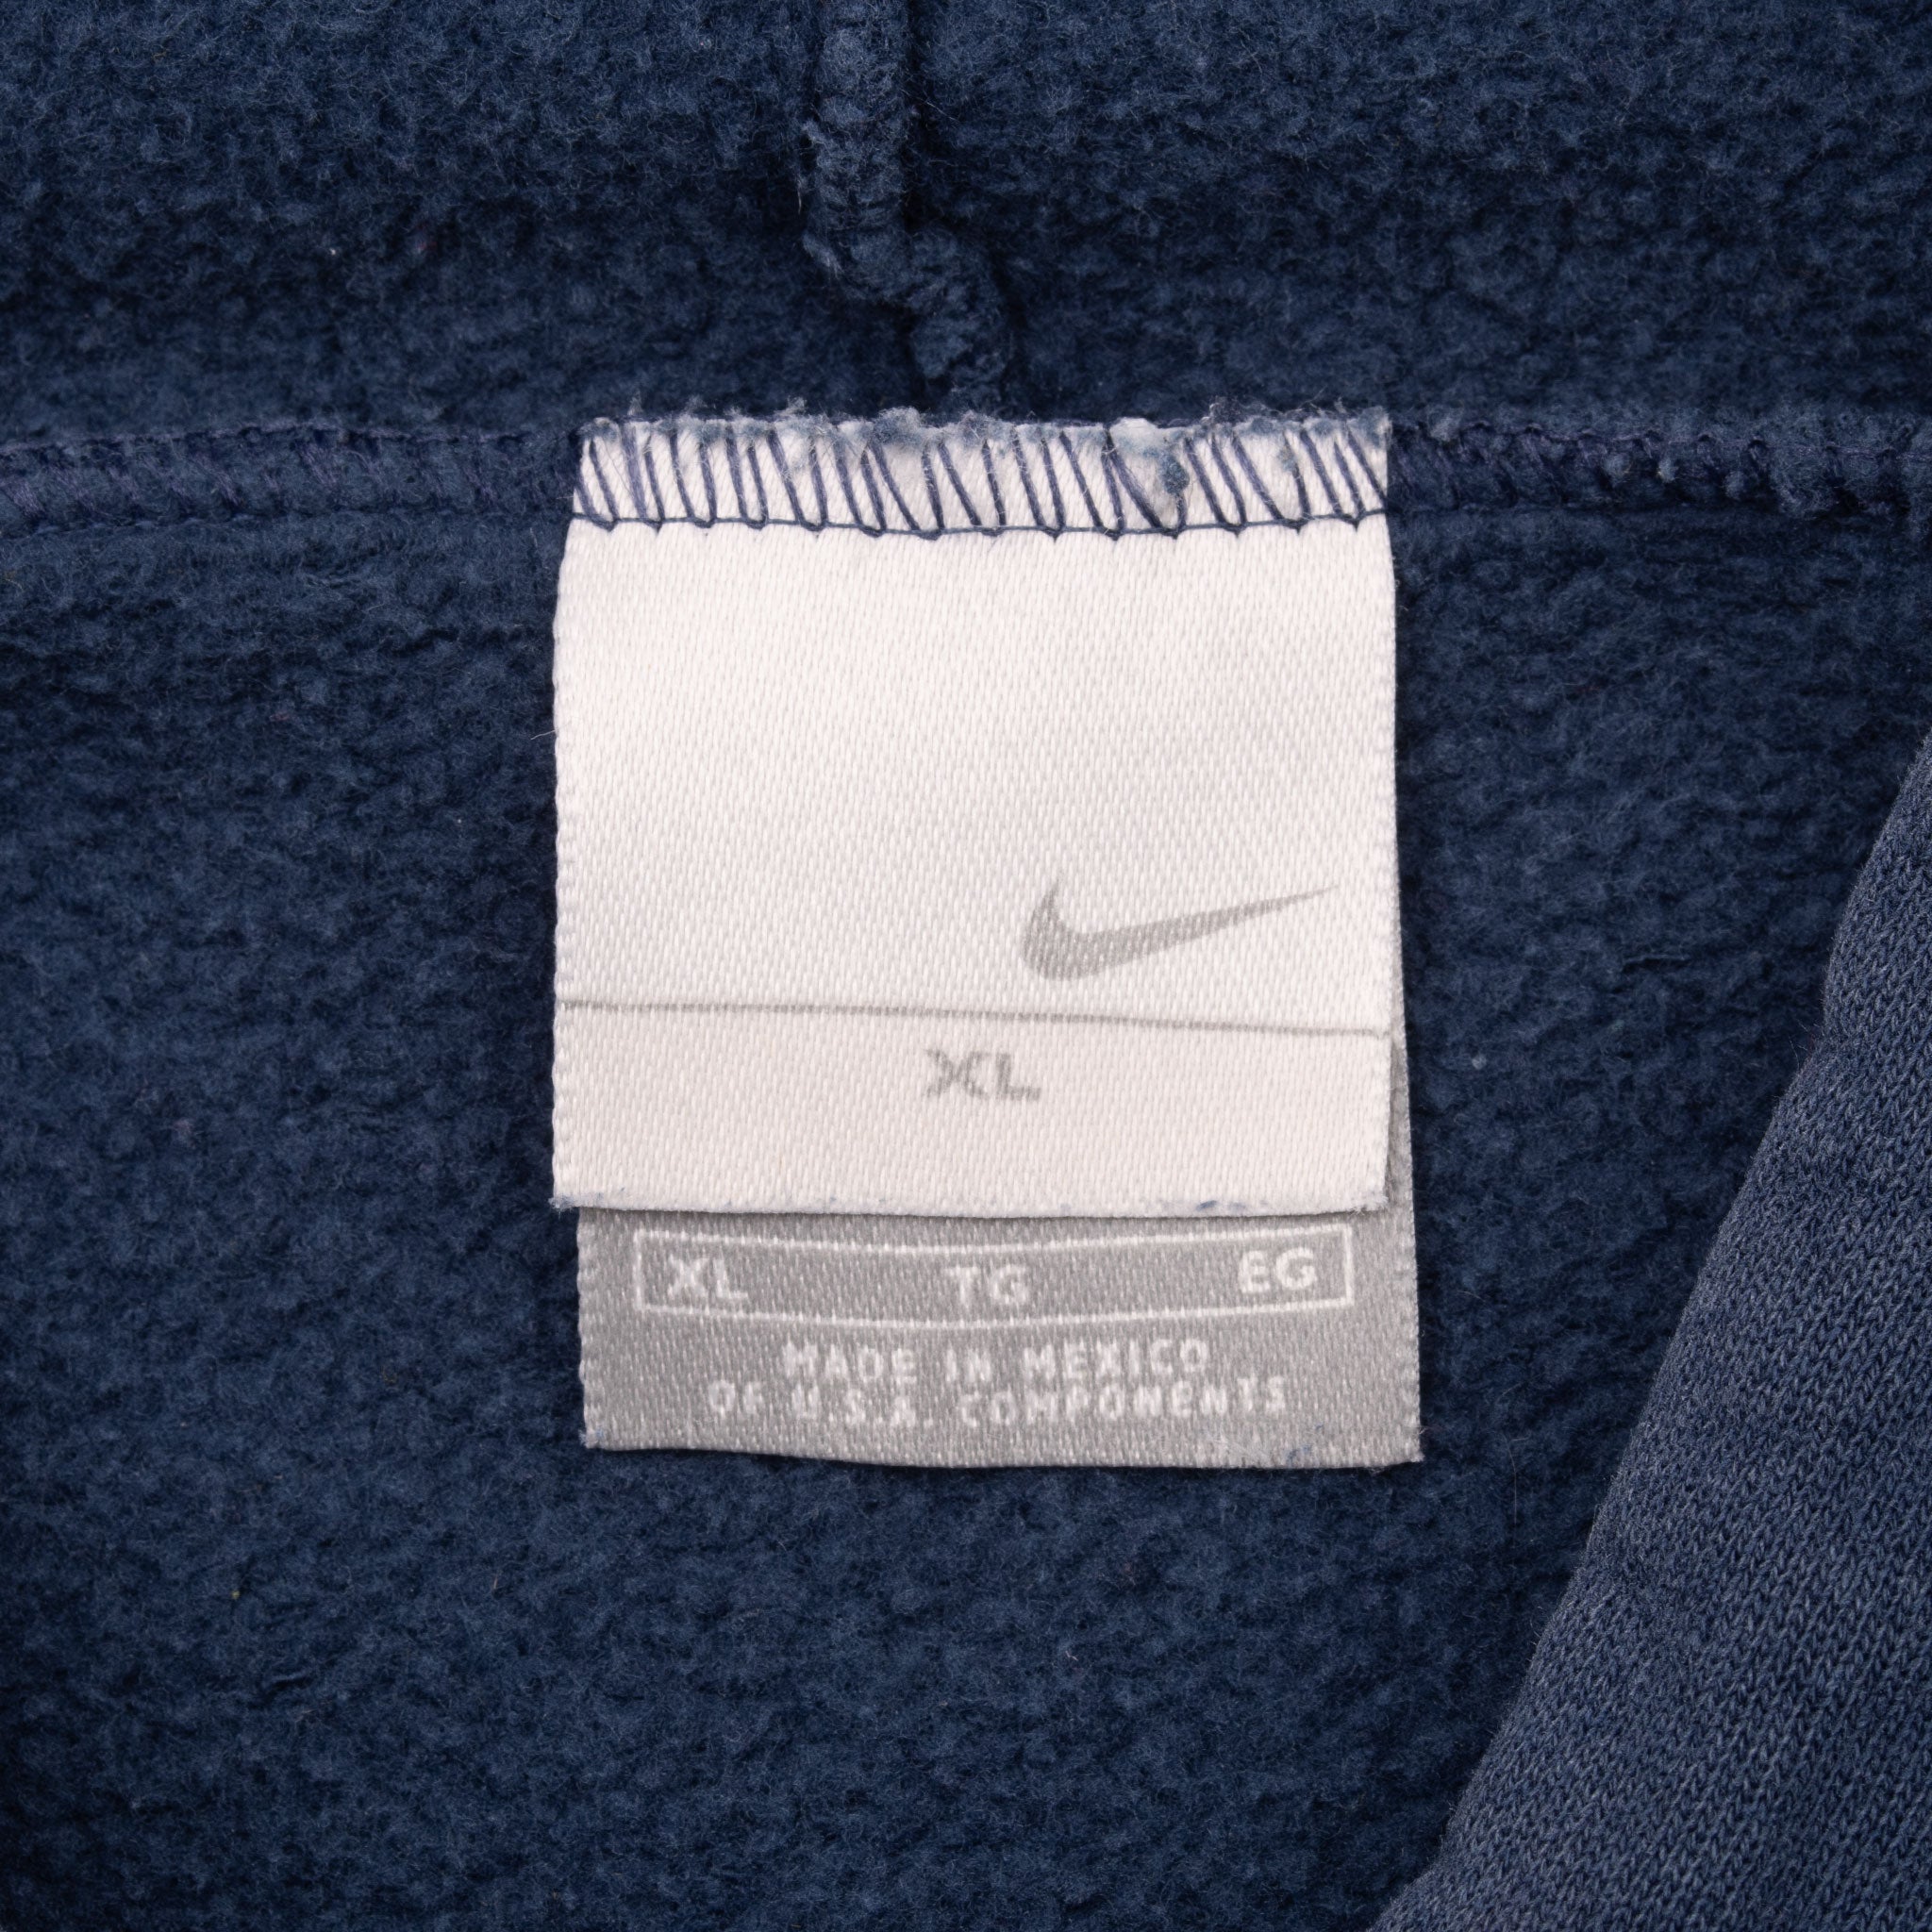 XL
XL TG EG
MADE IN MEXICO
OF U.S.A. COMPONENTS